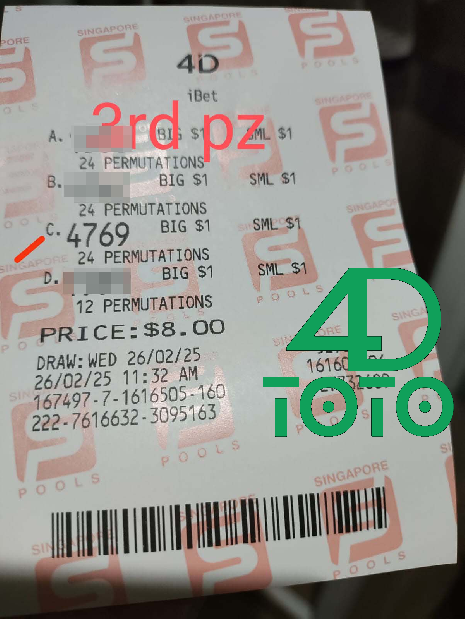 4D
iBet
3rd pz
A. BIG $1 SML $1
24 PERMUTATIONS
B. BIG $1 SML $1
24 PERMUTATIONS
C. 4769 BIG $1 SML $1
24 PERMUTATIONS
D. BIG $1 SML $1
12 PERMUTATIONS
PRICE:$8.00
DRAW:WED 26/02/25
26/02/25 11:32 AM
167497-7-1616505-160
222-7616632-3095163
4D
TOTO
SINGAPORE
POOLS